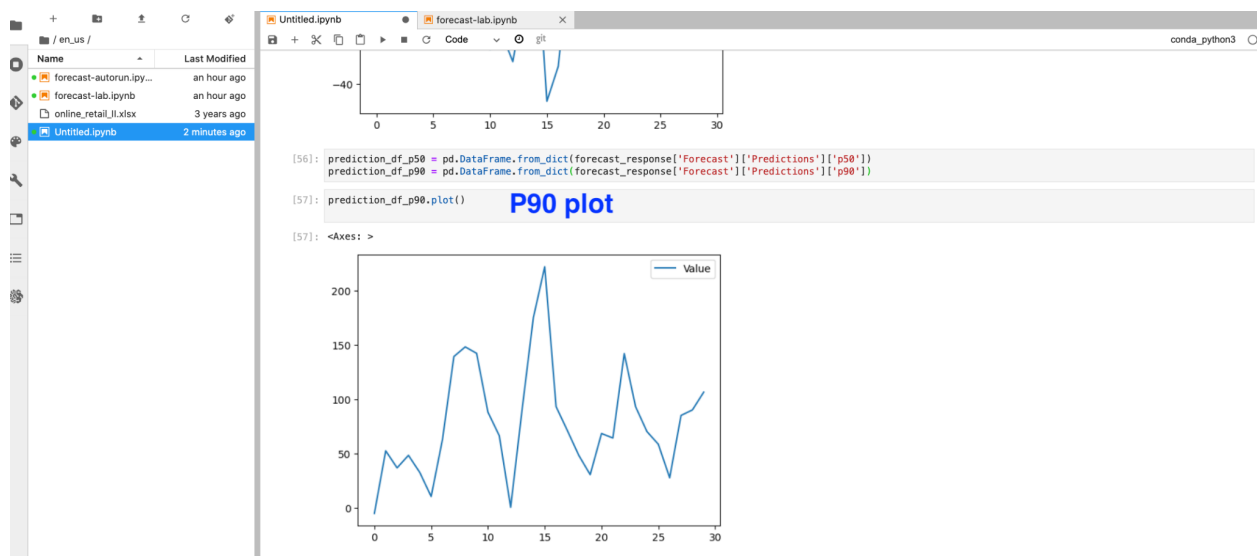 Untitled.ipynb
forecast-lab.ipynb
/ en_us /
Code
git
conda_python3
Name
Last Modified
forecast-autorun.ipy...
an hour ago
forecast-lab.ipynb
an hour ago
online_retail_II.xlsx
3 years ago
Untitled.ipynb
2 minutes ago
−40
0 5 10 15 20 25 30
[56]: prediction_df_p50 = pd.DataFrame.from_dict(forecast_response['Forecast']['Predictions']['p50'])
prediction_df_p90 = pd.DataFrame.from_dict(forecast_response['Forecast']['Predictions']['p90'])
[57]: prediction_df_p90.plot()
P90 plot
[57]: <Axes: >
Value
200
150
100
50
0
0 5 10 15 20 25 30